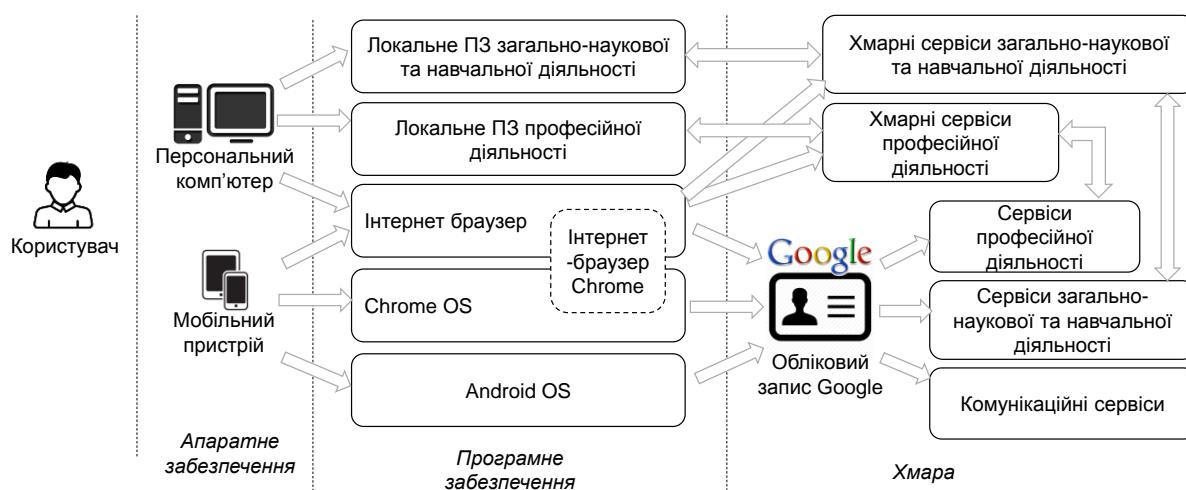 Користувач
Персональний
комп’ютер
Мобільний
пристрій
Апаратне
забезпечення
Локальне ПЗ загально-наукової
та навчальної діяльності
Локальне ПЗ професійної
діяльності
Інтернет браузер
Інтернет
-браузер
Chrome
Chrome OS
Android OS
Програмне
забезпечення
Хмарні сервіси загально-наукової
та навчальної діяльності
Хмарні сервіси
професійної
діяльності
Google
Обліковий
запис Google
Сервіси
професійної
діяльності
Сервіси загально-
наукової та навчальної
діяльності
Комунікаційні сервіси
Хмара